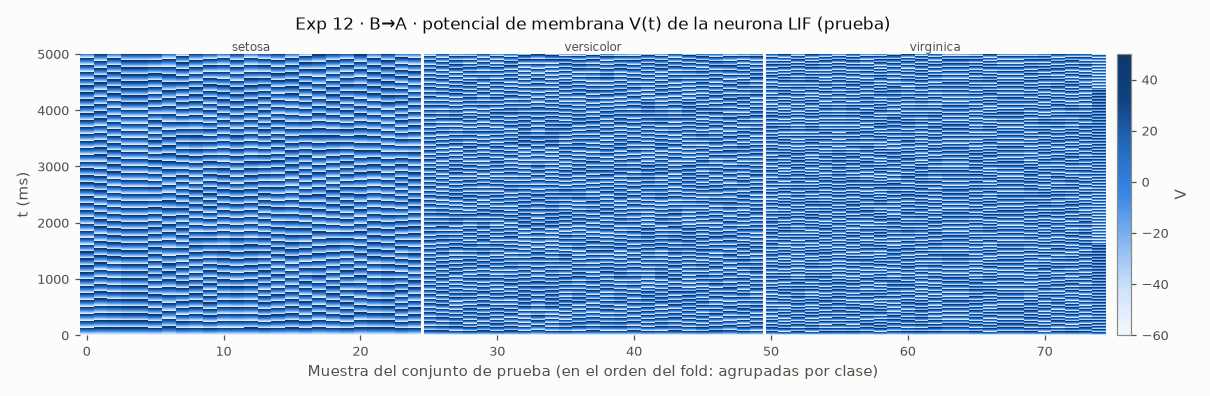 Exp 12 · B→A · potencial de membrana V(t) de la neurona LIF (prueba)
setosa
versicolor
virginica
5000
4000
3000
2000
1000
0
t (ms)
0
10
20
30
40
50
60
70
Muestra del conjunto de prueba (en el orden del fold: agrupadas por clase)
40
20
0
−20
−40
−60
V